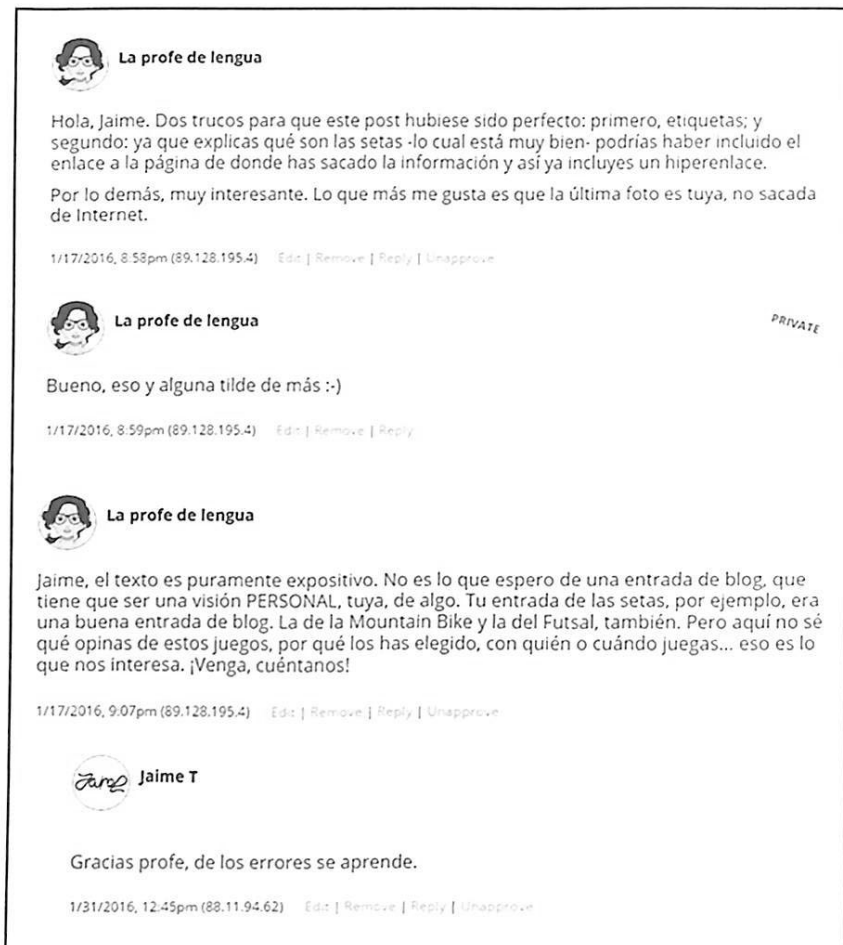 La profe de lengua
Hola, Jaime. Dos trucos para que este post hubiese sido perfecto: primero, etiquetas; y
segundo: ya que explicas qué son las setas -lo cual está muy bien- podrías haber incluido el
enlace a la página de donde has sacado la información y así ya incluyes un hiperenlace.
Por lo demás, muy interesante. Lo que más me gusta es que la última foto es tuya, no sacada
de Internet.
1/17/2016, 8:58pm (89.128.195.4) Edit | Remove | Reply | Unapprove
La profe de lengua
PRIVATE
Bueno, eso y alguna tilde de más :-)
1/17/2016, 8:59pm (89.128.195.4) Edit | Remove | Reply
La profe de lengua
Jaime, el texto es puramente expositivo. No es lo que espero de una entrada de blog, que
tiene que ser una visión PERSONAL, tuya, de algo. Tu entrada de las setas, por ejemplo, era
una buena entrada de blog. La de la Mountain Bike y la del Futsal, también. Pero aquí no sé
qué opinas de estos juegos, por qué los has elegido, con quién o cuándo juegas... eso es lo
que nos interesa. ¡Venga, cuéntanos!
1/17/2016, 9:07pm (89.128.195.4) Edit | Remove | Reply | Unapprove
Jaime T
Gracias profe, de los errores se aprende.
1/31/2016, 12:45pm (88.11.94.62) Edit | Remove | Reply | Unapprove